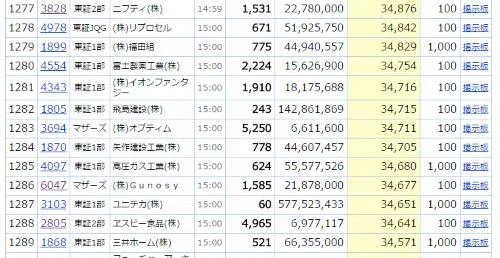 1277 3828 東証2部 ニフティ(株) 14:59 1,531 22,780,000 34,876 100 掲示板
1278 4978 東証JQG (株)リプロセル 15:00 671 51,925,750 34,842 100 掲示板
1279 1899 東証1部 (株)福田組 15:00 775 44,940,557 34,829 1,000 掲示板
1280 4554 東証1部 富士製薬工業(株) 15:00 2,224 15,626,900 34,754 100 掲示板
1281 4343 東証1部 (株)イオンファンタジー 15:00 1,910 18,175,688 34,716 100 掲示板
1282 1805 東証1部 飛島建設(株) 15:00 243 142,861,869 34,715 100 掲示板
1283 3694 マザーズ (株)オプティム 15:00 5,250 6,611,600 34,711 100 掲示板
1284 1870 東証1部 矢作建設工業(株) 15:00 778 44,607,457 34,705 100 掲示板
1285 4097 東証1部 高圧ガス工業(株) 15:00 624 55,577,526 34,680 1,000 掲示板
1286 6047 マザーズ (株)Ｇｕｎｏｓｙ 15:00 1,585 21,878,000 34,677 100 掲示板
1287 3103 東証1部 ユニチカ(株) 15:00 60 577,523,433 34,651 1,000 掲示板
1288 2805 東証2部 ヱスビー食品(株) 15:00 4,965 6,977,117 34,641 100 掲示板
1289 1868 東証1部 三井ホーム(株) 15:00 521 66,355,000 34,571 1,000 掲示板